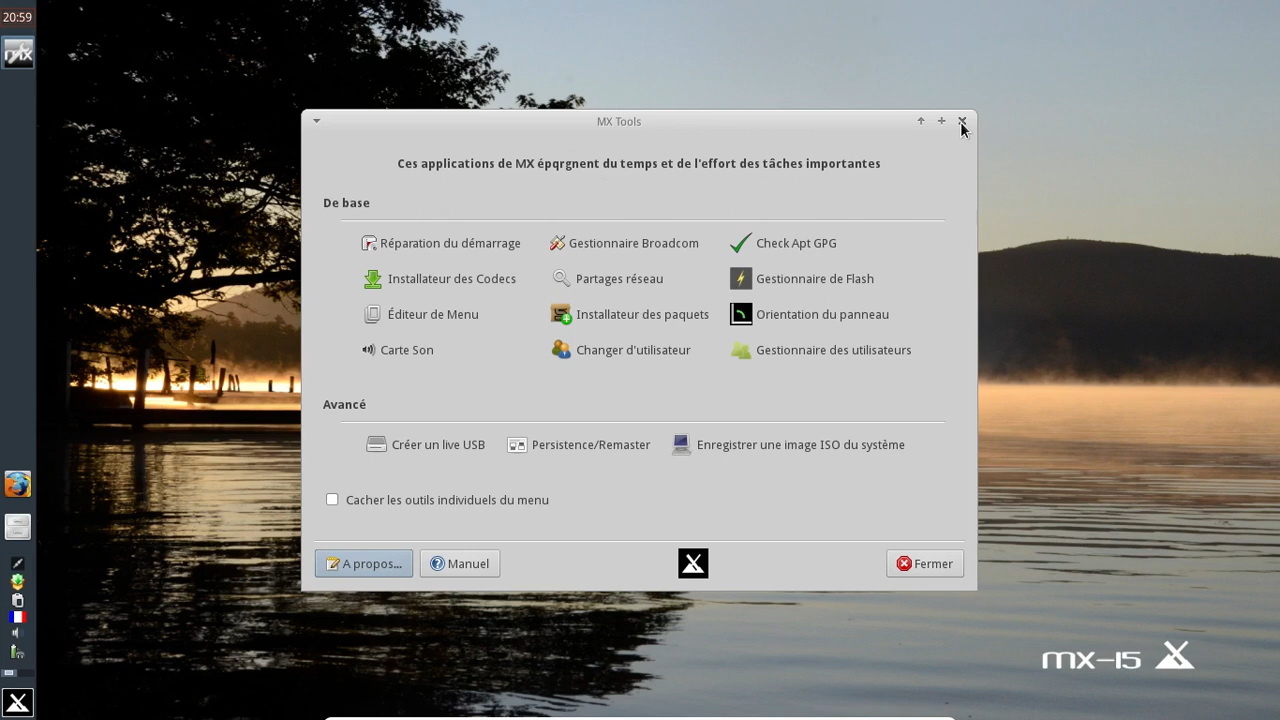 20:59
MX Tools
Ces applications de MX épqrgnent du temps et de l'effort des tâches importantes
De base
Réparation du démarrage Gestionnaire Broadcom Check Apt GPG
Installateur des Codecs Partages réseau Gestionnaire de Flash
Éditeur de Menu Installateur des paquets Orientation du panneau
Carte Son Changer d'utilisateur Gestionnaire des utilisateurs
Avancé
Créer un live USB Persistence/Remaster Enregistrer une image ISO du système
Cacher les outils individuels du menu
A propos... Manuel Fermer
mx-15